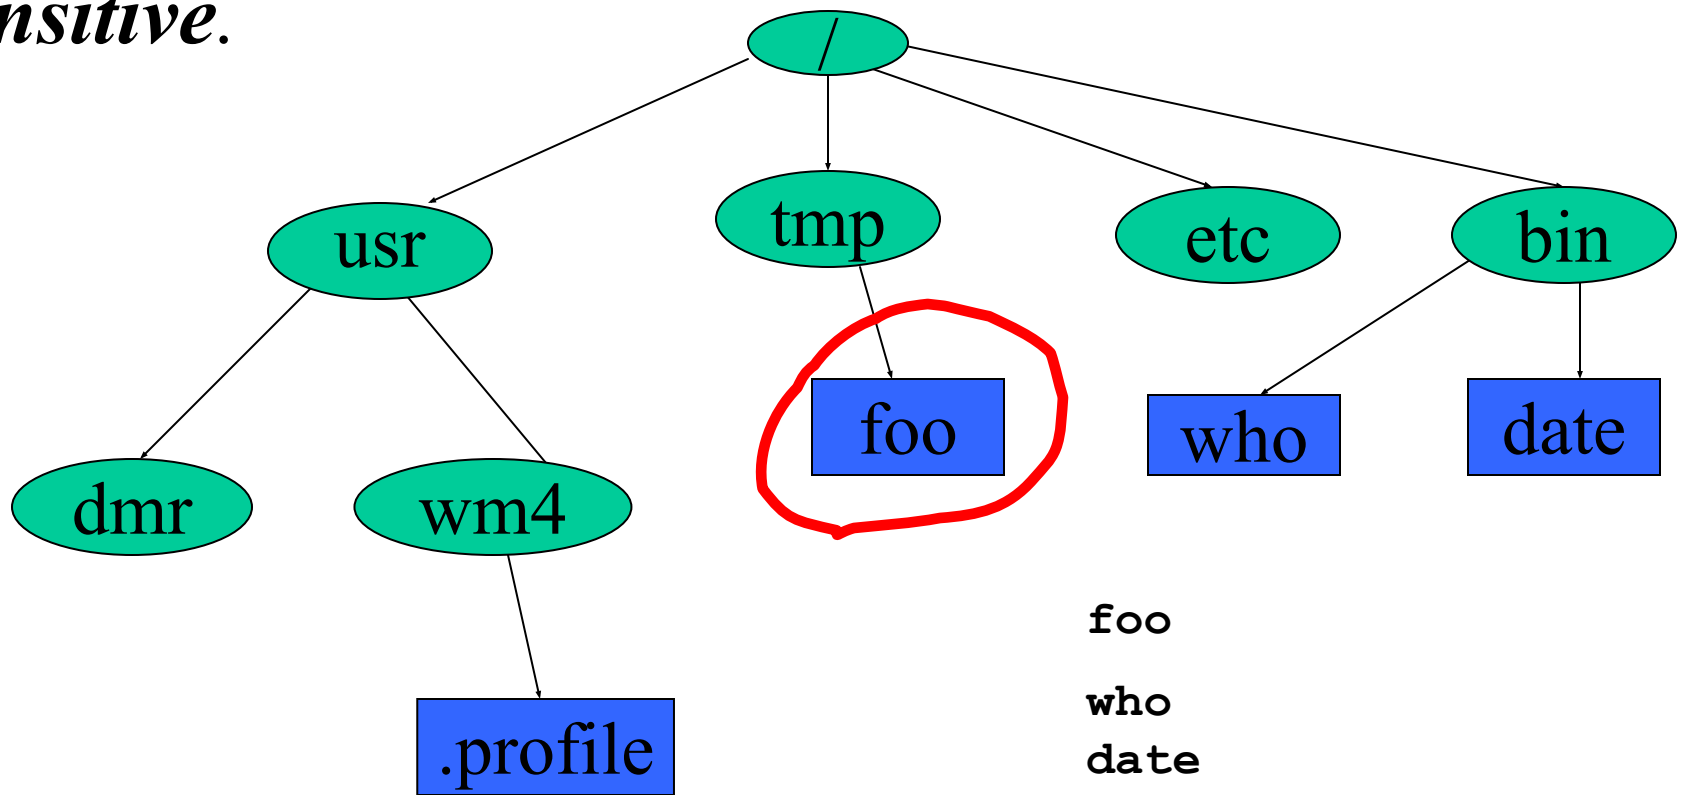 nsitive.
/
usr tmp etc bin
foo who date
dmr wm4
.profile
foo
who
date